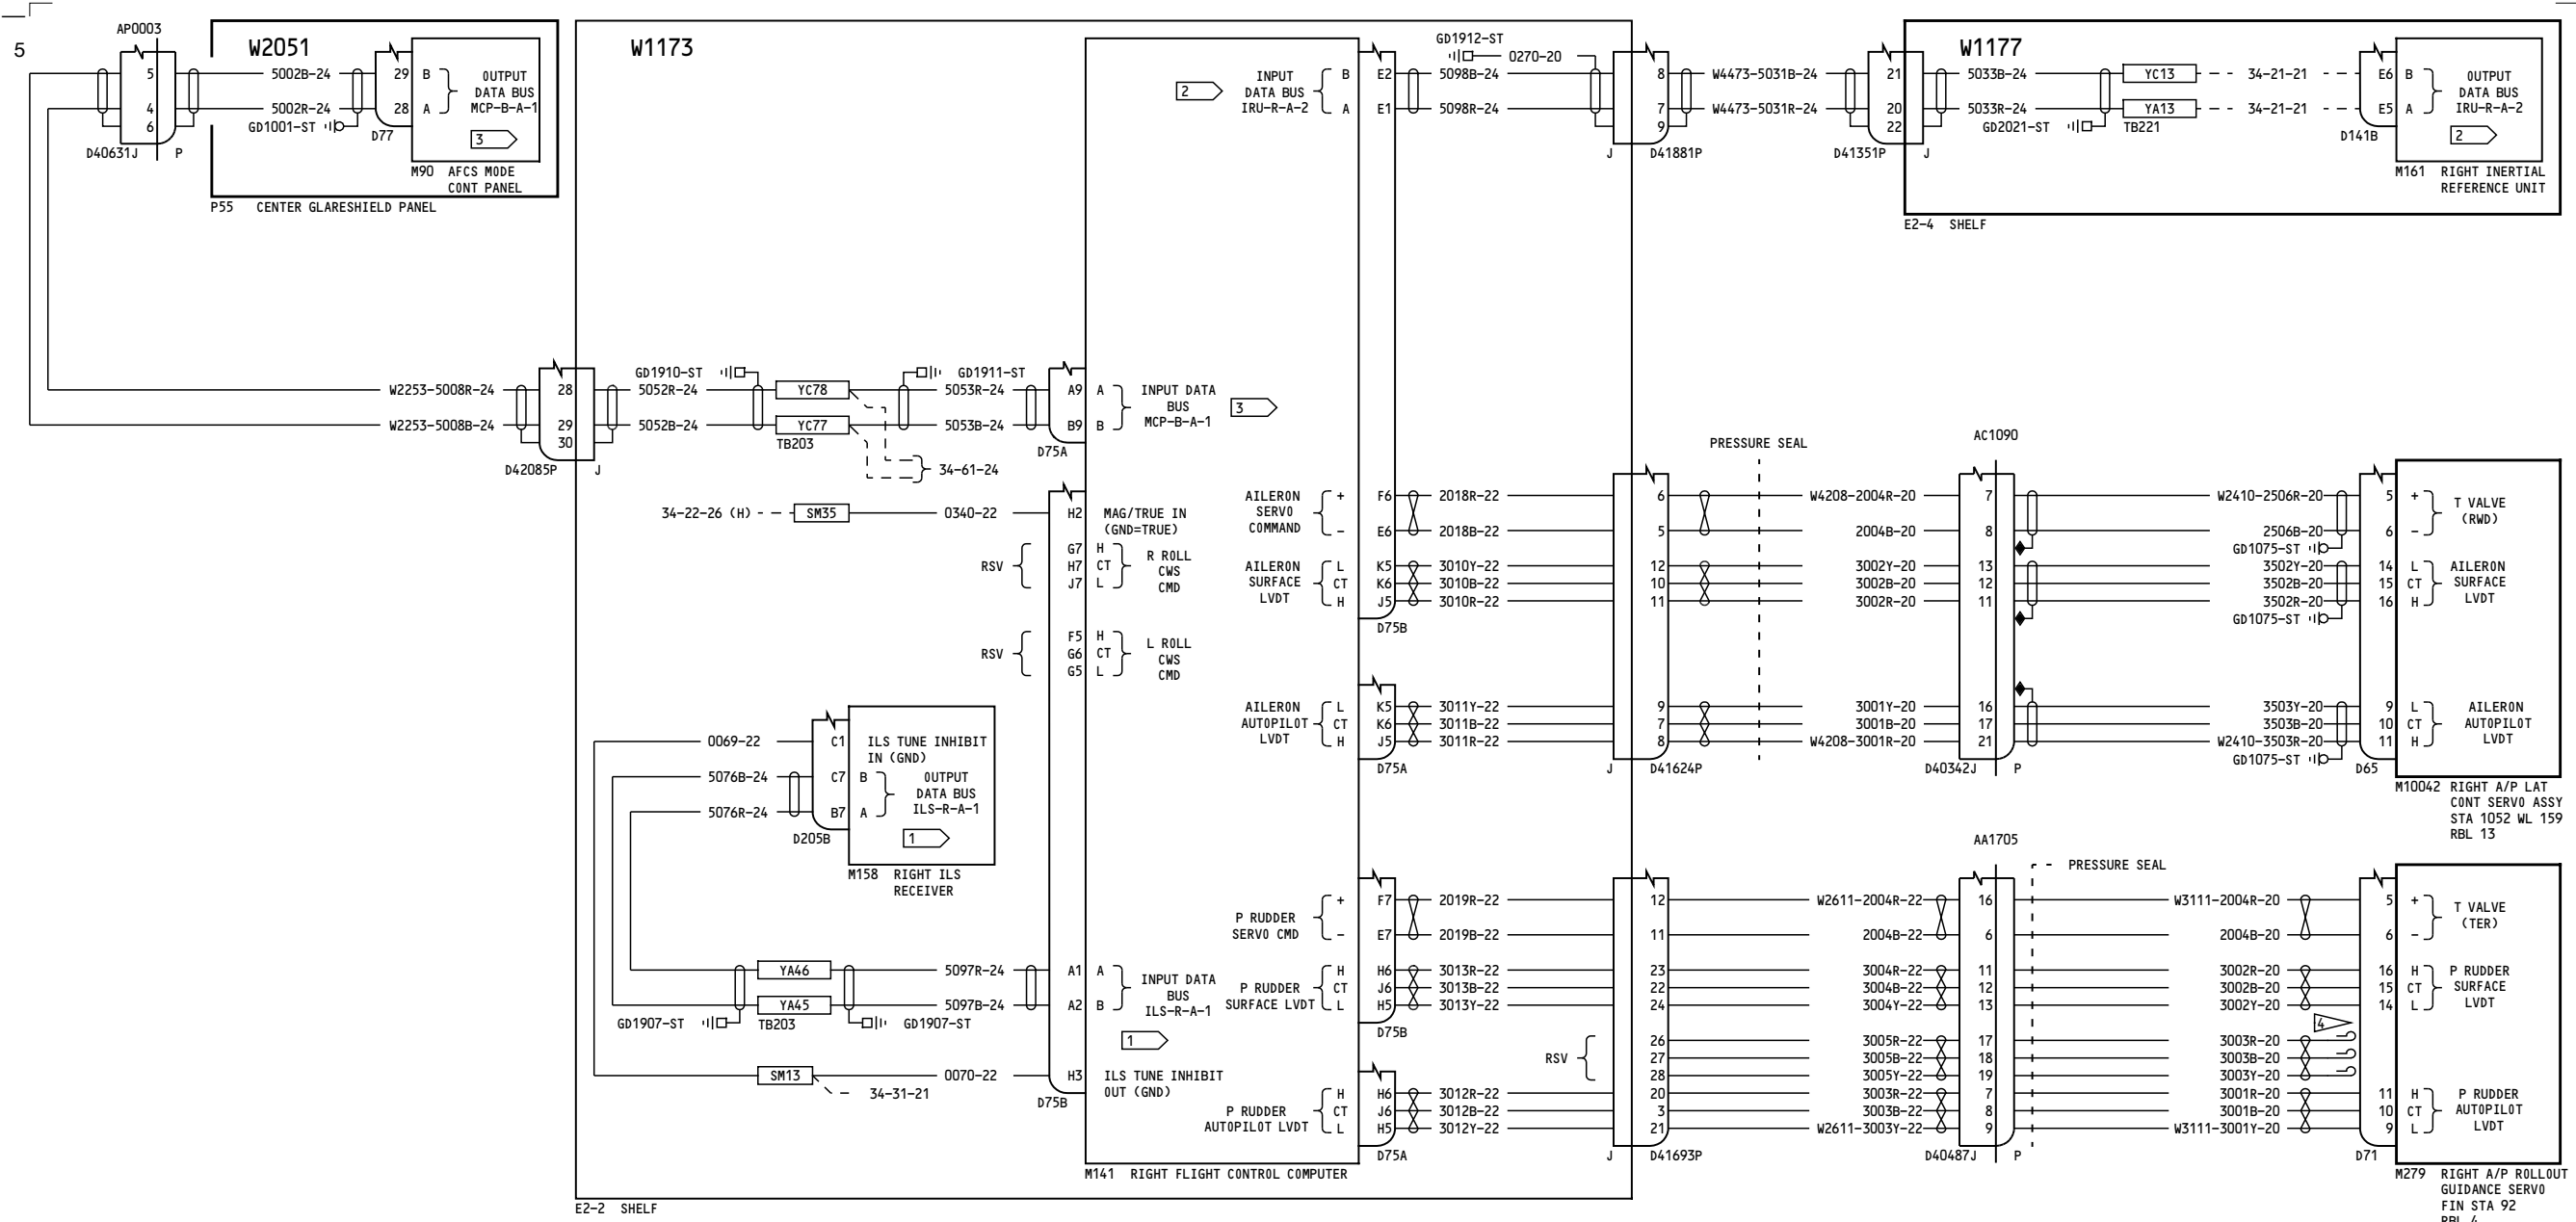 5
AP0003
W2051
5
4
6
D40631J
P
5002B-24
5002R-24
GD1001-ST
29 B
28 A
D77
OUTPUT
DATA BUS
MCP-B-A-1
3
M90 AFCS MODE
CONT PANEL
P55 CENTER GLARESHIELD PANEL
W1173
2
INPUT
DATA BUS
IRU-R-A-2
B E2
A E1
GD1912-ST
0270-20
5098B-24
5098R-24
8
7
9
J D41881P
W4473-5031B-24
W4473-5031R-24
21
20
22
D41351P J
W1177
5033B-24
5033R-24
GD2021-ST
YC13
YA13
TB221
34-21-21
34-21-21
E6 B
E5 A
D141B
OUTPUT
DATA BUS
IRU-R-A-2
2
M161 RIGHT INERTIAL
REFERENCE UNIT
E2-4 SHELF
W2253-5008R-24
W2253-5008B-24
28
29
30
D42085P J
GD1910-ST
5052R-24
5052B-24
YC78
YC77
TB203
GD1911-ST
5053R-24
5053B-24
34-61-24
A9 A
B9 B
D75A
INPUT DATA
BUS
MCP-B-A-1
3
34-22-26 (H)
SM35
0340-22
H2
MAG/TRUE IN
(GND=TRUE)
RSV
G7 H
H7 CT
J7 L
R ROLL
CWS
CMD
RSV
F5 H
G6 CT
G5 L
L ROLL
CWS
CMD
AILERON
SERVO
COMMAND
+ F6 2018R-22
- E6 2018B-22
AILERON
SURFACE
LVDT
L K5 3010Y-22
CT K6 3010B-22
H J5 3010R-22
D75B
AILERON
AUTOPILOT
LVDT
L K5 3011Y-22
CT K6 3011B-22
H J5 3011R-22
D75A
6
5
12
10
11
9
7
8
J D41624P
PRESSURE SEAL
W4208-2004R-20
2004B-20
3002Y-20
3002B-20
3002R-20
3001Y-20
3001B-20
W4208-3001R-20
AC1090
7
8
13
12
11
16
17
21
D40342J P
W2410-2506R-20
2506B-20
GD1075-ST
3502Y-20
3502B-20
3502R-20
GD1075-ST
3503Y-20
3503B-20
W2410-3503R-20
GD1075-ST
5 +
6 -
T VALVE
(RWD)
14 L
15 CT
16 H
AILERON
SURFACE
LVDT
9 L
10 CT
11 H
AILERON
AUTOPILOT
LVDT
D65
M10042 RIGHT A/P LAT
CONT SERVO ASSY
STA 1052 WL 159
RBL 13
0069-22
5076B-24
5076R-24
C1
C7 B
B7 A
D205B
ILS TUNE INHIBIT
IN (GND)
OUTPUT
DATA BUS
ILS-R-A-1
1
M158 RIGHT ILS
RECEIVER
YA46
YA45
GD1907-ST
TB203
GD1907-ST
5097R-24
5097B-24
A1 A
A2 B
INPUT DATA
BUS
ILS-R-A-1
1
SM13
34-31-21
0070-22
H3
D75B
ILS TUNE INHIBIT
OUT (GND)
P RUDDER
SERVO CMD
+ F7 2019R-22
- E7 2019B-22
P RUDDER
SURFACE LVDT
H H6 3013R-22
CT J6 3013B-22
L H5 3013Y-22
D75B
RSV
P RUDDER
AUTOPILOT LVDT
H H6 3012R-22
CT J6 3012B-22
L H5 3012Y-22
D75A
12
11
23
22
24
26
27
28
20
3
21
J D41693P
W2611-2004R-22
2004B-22
3004R-22
3004B-22
3004Y-22
3005R-22
3005B-22
3005Y-22
3003R-22
3003B-22
W2611-3003Y-22
AA1705
16
6
11
12
13
17
18
19
7
8
9
D40487J P
PRESSURE SEAL
W3111-2004R-20
2004B-20
3002R-20
3002B-20
3002Y-20
4
3003R-20
3003B-20
3003Y-20
3001R-20
3001B-20
W3111-3001Y-20
5 +
6 -
T VALVE
(TER)
16 H
15 CT
14 L
P RUDDER
SURFACE
LVDT
11 H
10 CT
9 L
P RUDDER
AUTOPILOT
LVDT
D71
M279 RIGHT A/P ROLLOUT
GUIDANCE SERVO
FIN STA 92
RBL 4
M141 RIGHT FLIGHT CONTROL COMPUTER
E2-2 SHELF